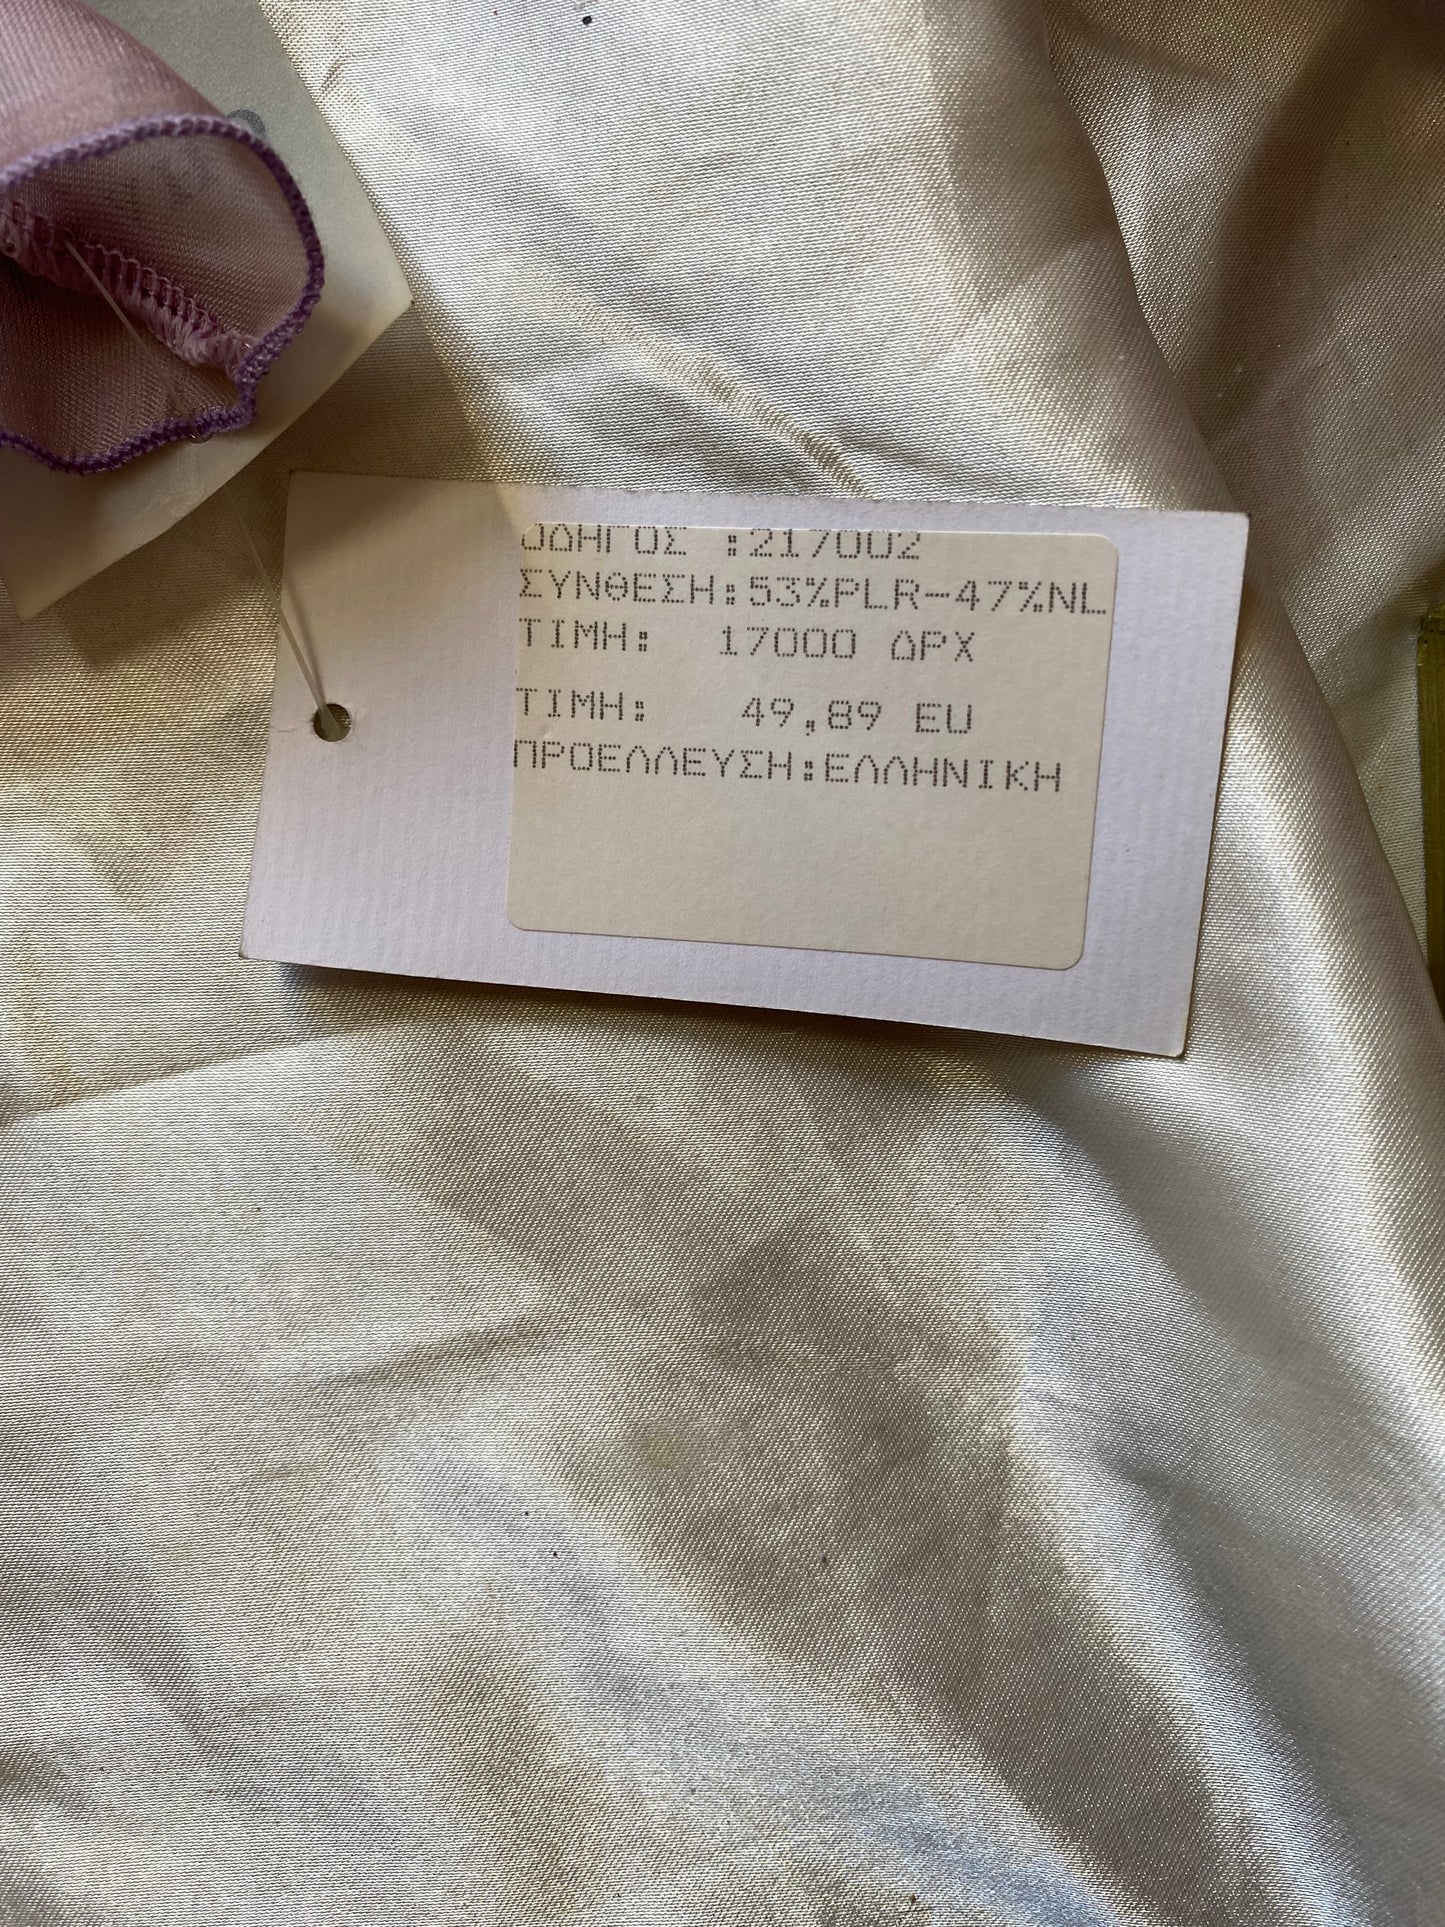 ΟΔΗΓΟΣ :217002
ΣΥΝΘΕΣΗ:53%PLR-47%NL
ΤΙΜΗ: 17000 ΔΡΧ
ΤΙΜΗ: 49,89 EU
ΠΡΟΕΛΛΕΥΣΗ:ΕΛΛΗΝΙΚΗ